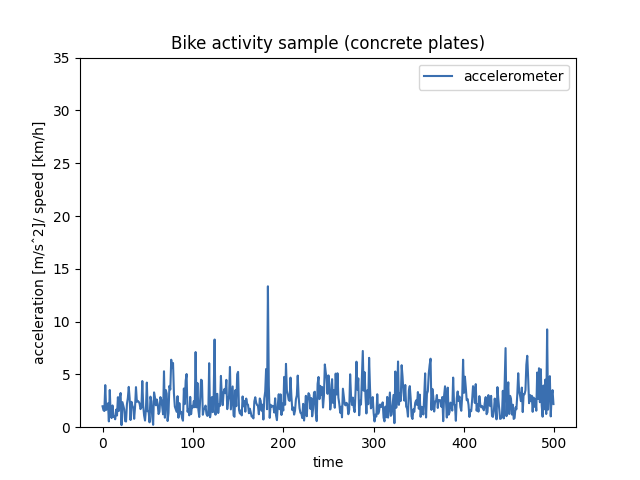 Bike activity sample (concrete plates)
accelerometer
acceleration [m/sˆ2]/ speed [km/h]
35
30
25
20
15
10
5
0
0 100 200 300 400 500
time